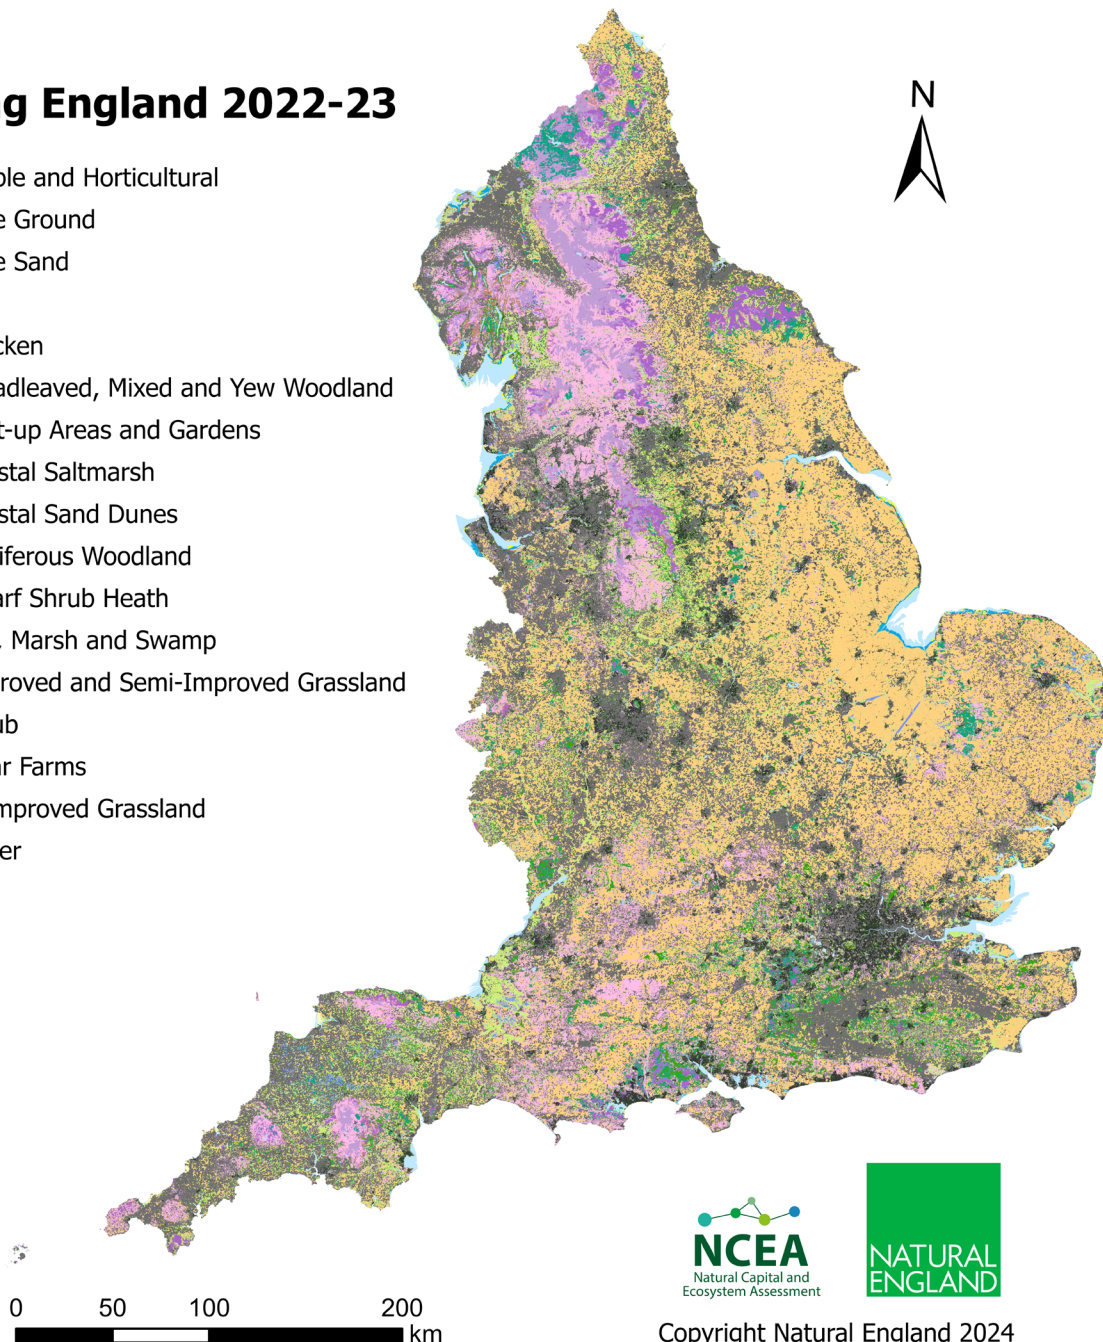 g England 2022-23
N
ble and Horticultural
e Ground
e Sand
cken
adleaved, Mixed and Yew Woodland
t-up Areas and Gardens
stal Saltmarsh
stal Sand Dunes
iferous Woodland
arf Shrub Heath
, Marsh and Swamp
roved and Semi-Improved Grassland
ub
ar Farms
mproved Grassland
er
NCEA
Natural Capital and
Ecosystem Assessment
NATURAL
ENGLAND
0 50 100 200
km
Copyright Natural England 2024